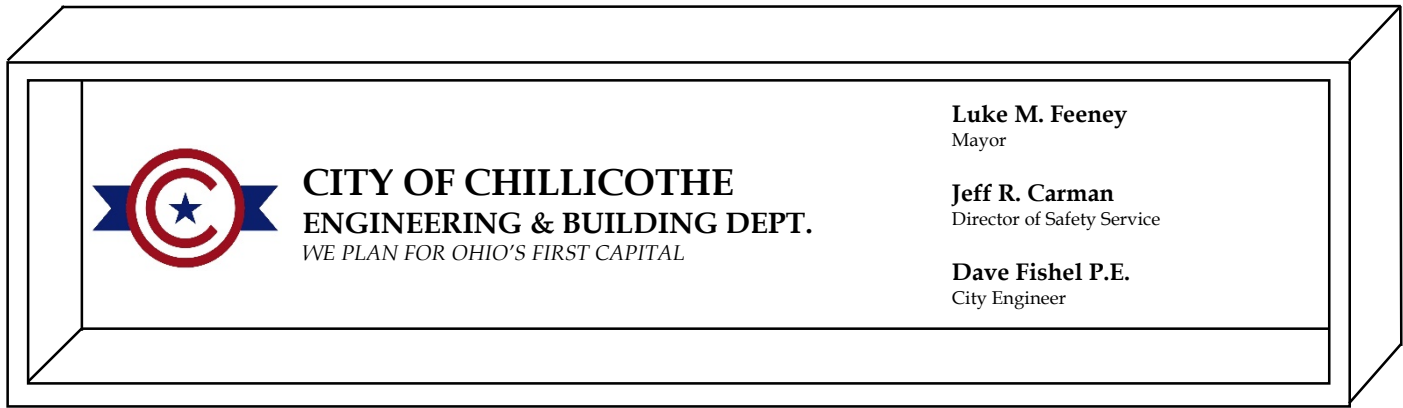 CITY OF CHILLICOTHE
ENGINEERING & BUILDING DEPT.
WE PLAN FOR OHIO'S FIRST CAPITAL
Luke M. Feeney
Mayor
Jeff R. Carman
Director of Safety Service
Dave Fishel P.E.
City Engineer